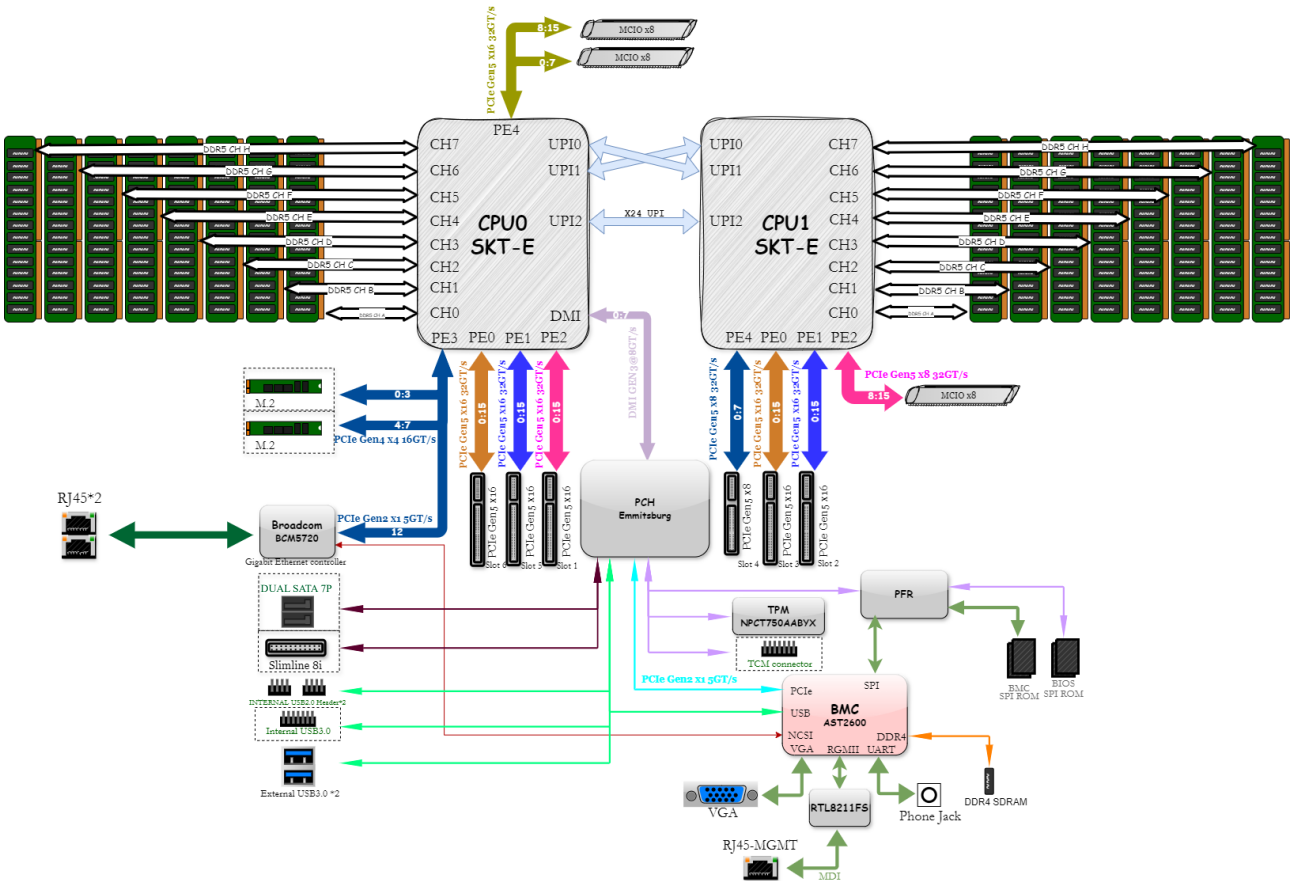 PCIe Gen5 x16 32GT/s
8:15
MCIO x8
0:7
MCIO x8
PE4
CH7
UPI0
CH6
UPI1
CH5
CH4
UPI2
CPU0
SKT-E
CH3
CH2
CH1
CH0
DMI
PE3
PE0
PE1
PE2
DDR5 CH H
DDR5 CH G
DDR5 CH F
DDR5 CH E
DDR5 CH D
DDR5 CH C
DDR5 CH B
DDR5 CH A
X24 UPI
UPI0
CH7
UPI1
CH6
CH5
UPI2
CH4
CPU1
SKT-E
CH3
CH2
CH1
CH0
PE4
PE0
PE1
PE2
DDR5 CH H
DDR5 CH G
DDR5 CH F
DDR5 CH E
DDR5 CH D
DDR5 CH C
DDR5 CH B
DDR5 CH A
0:7
DMI GEN3@8GT/s
M.2
0:3
M.2
4:7
PCIe Gen4 x4 16GT/s
PCIe Gen5 x16 32GT/s
0:15
PCIe Gen5 x16 32GT/s
0:15
PCIe Gen5 x16 32GT/s
0:15
PCIe Gen5 x8 32GT/s
0:7
PCIe Gen5 x16 32GT/s
0:15
PCIe Gen5 x16 32GT/s
0:15
PCIe Gen5 x8 32GT/s
8:15
MCIO x8
PCIe Gen5 x16
Slot 6
PCIe Gen5 x16
Slot 5
PCIe Gen5 x16
Slot 1
PCH
Emmitsburg
PCIe Gen5 x8
Slot 4
PCIe Gen5 x16
Slot 3
PCIe Gen5 x16
Slot 2
RJ45*2
Broadcom
BCM5720
Gigabit Ethernet controller
PCIe Gen2 x1 5GT/s
12
DUAL SATA 7P
Slimline 8i
INTERNAL USB2.0 Header*2
Internal USB3.0
External USB3.0 *2
TPM
NPCT750AABYX
TCM connector
PFR
BMC
SPI ROM
BIOS
SPI ROM
PCIe Gen2 x1 5GT/s
SPI
PCIe
USB
BMC
AST2600
NCSI
DDR4
VGA
RGMII
UART
VGA
RTL8211FS
Phone Jack
DDR4 SDRAM
RJ45-MGMT
MDI